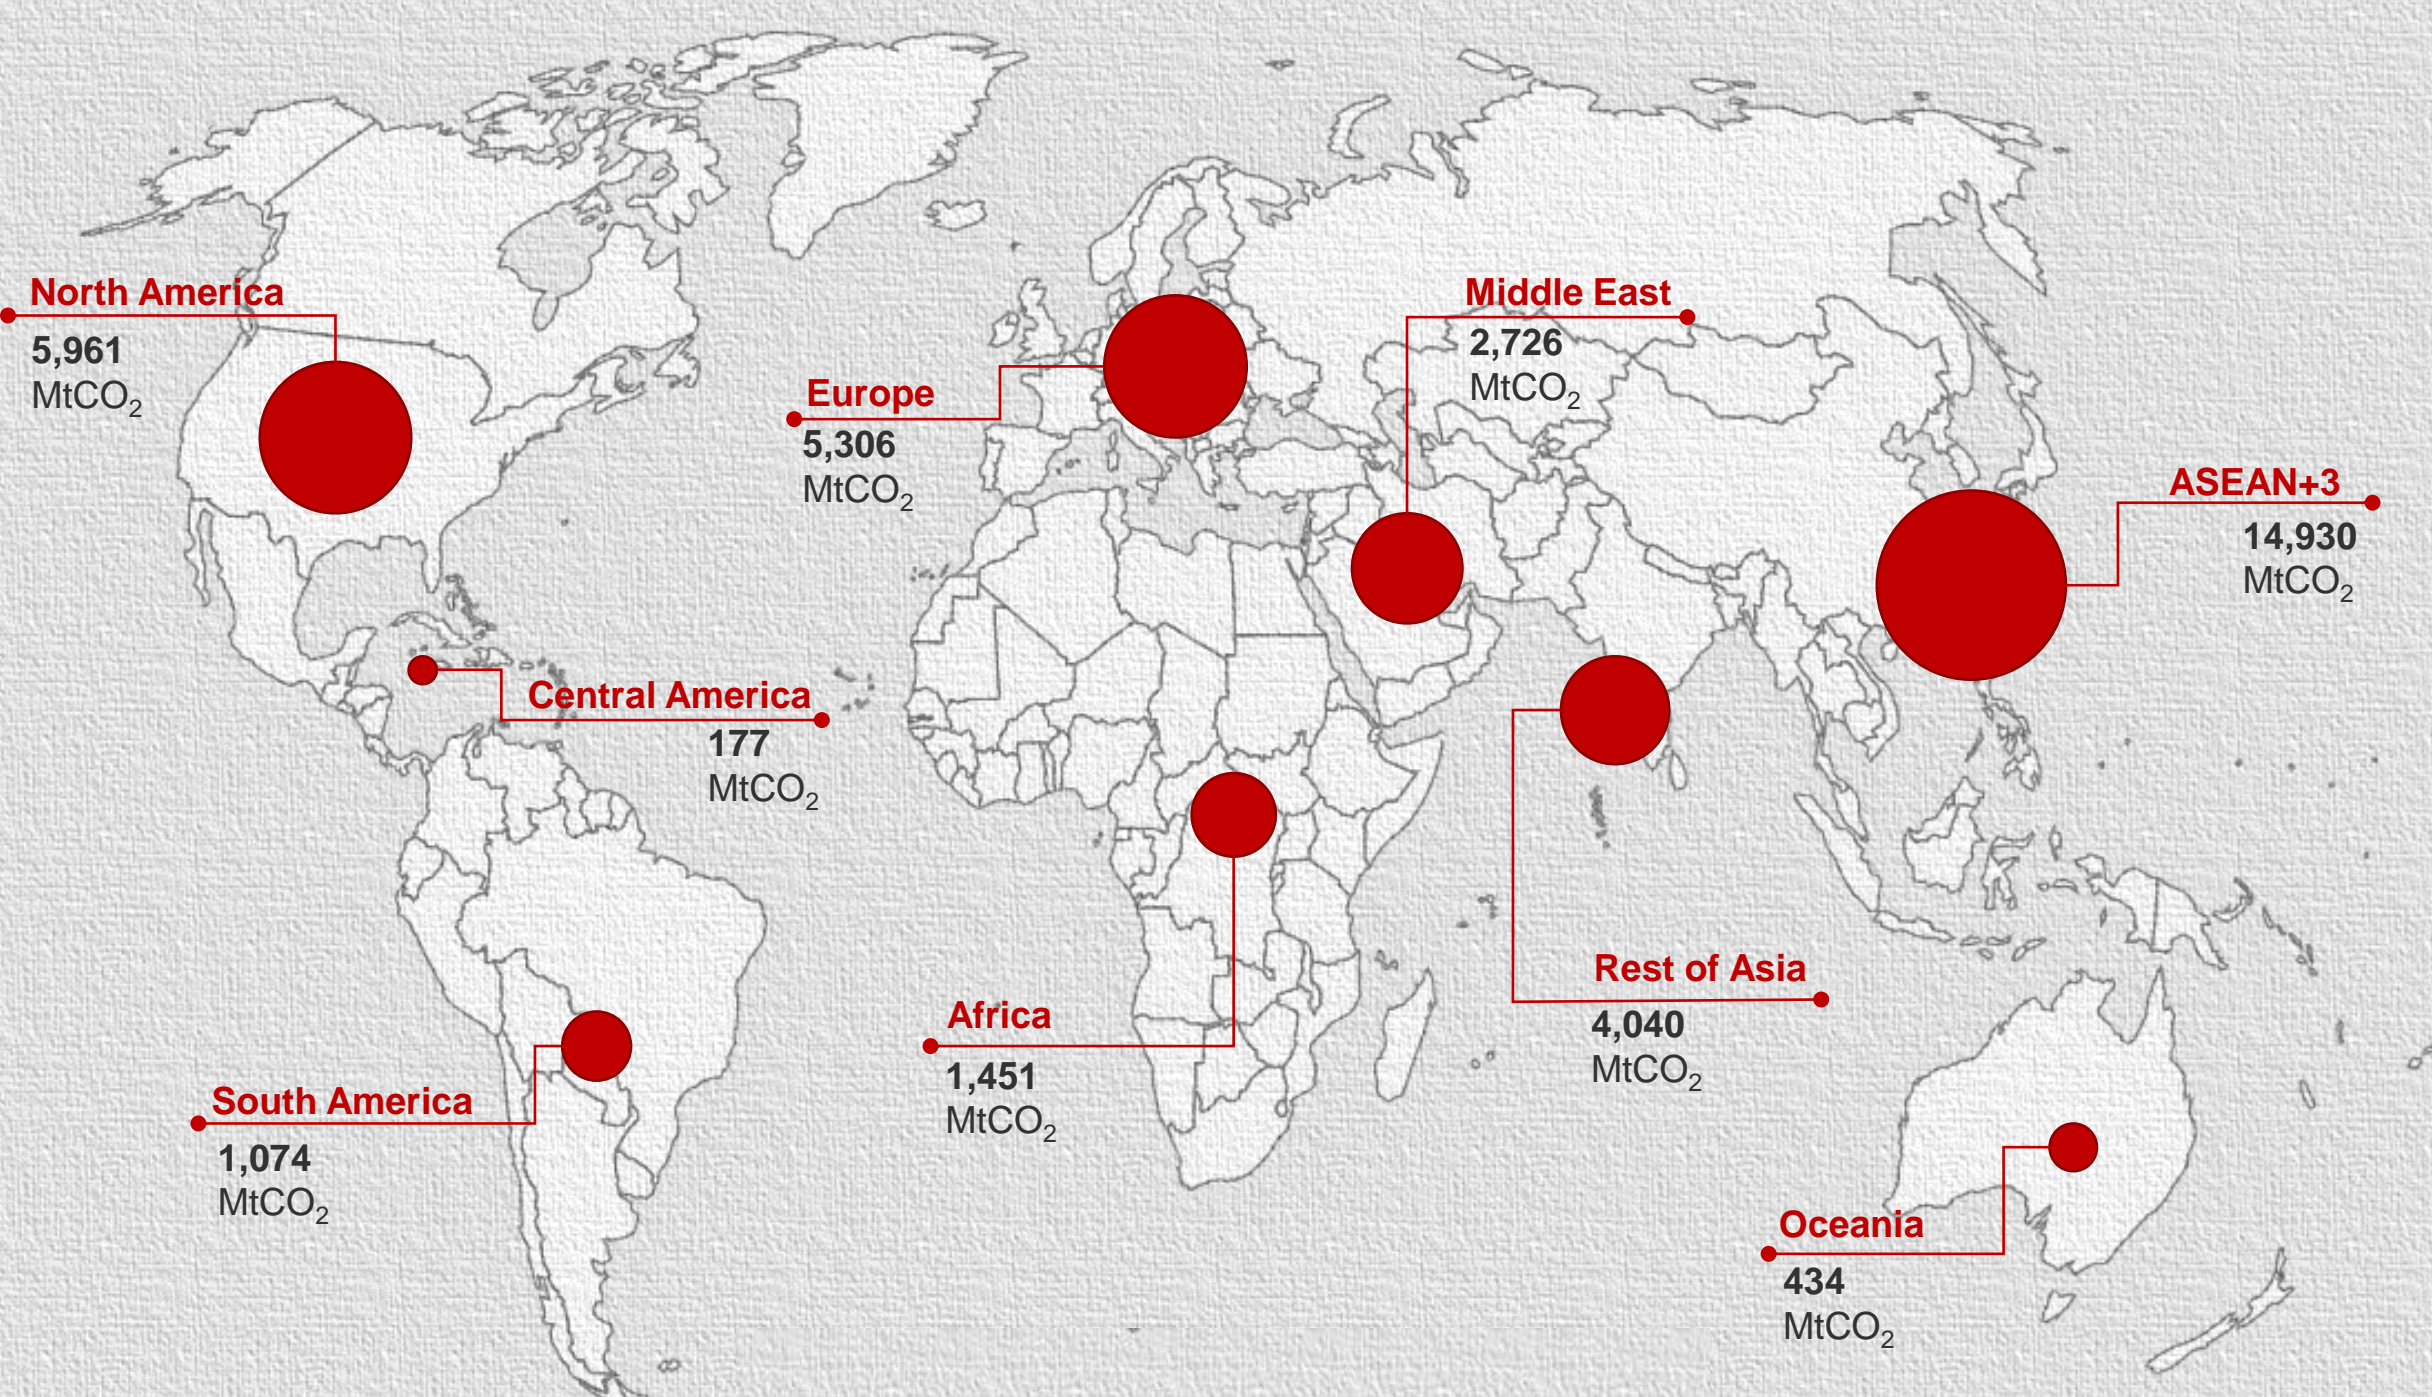 North America
5,961
MtCO₂
Middle East
2,726
MtCO₂
Europe
5,306
MtCO₂
ASEAN+3
14,930
MtCO₂
Central America
177
MtCO₂
Rest of Asia
4,040
MtCO₂
Africa
1,451
MtCO₂
South America
1,074
MtCO₂
Oceania
434
MtCO₂